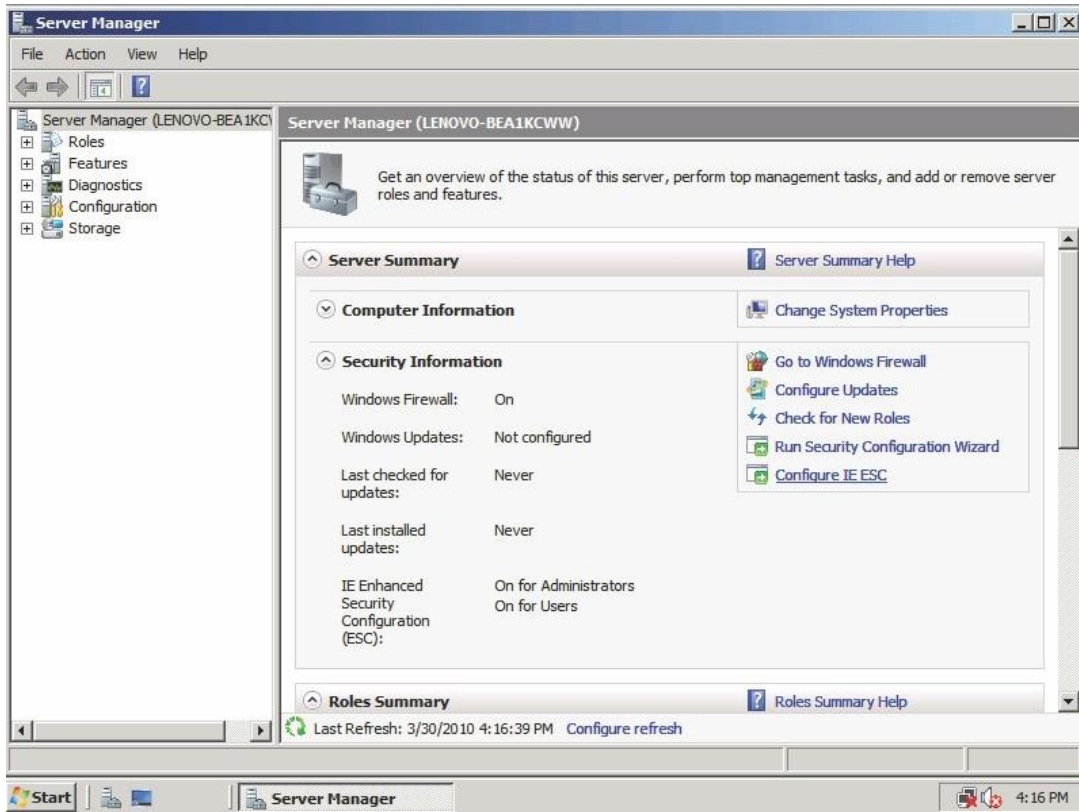 Server Manager
File Action View Help
Server Manager (LENOVO-BEA1KCW
Roles
Features
Diagnostics
Configuration
Storage
Server Manager (LENOVO-BEA1KCWW)
Get an overview of the status of this server, perform top management tasks, and add or remove server
roles and features.
Server Summary
Server Summary Help
Computer Information
Change System Properties
Security Information
Windows Firewall: On
Windows Updates: Not configured
Last checked for
updates:
Never
Last installed
updates:
Never
IE Enhanced
Security
Configuration
(ESC):
On for Administrators
On for Users
Go to Windows Firewall
Configure Updates
Check for New Roles
Run Security Configuration Wizard
Configure IE ESC
Roles Summary
Roles Summary Help
Last Refresh: 3/30/2010 4:16:39 PM Configure refresh
Start
Server Manager
4:16 PM